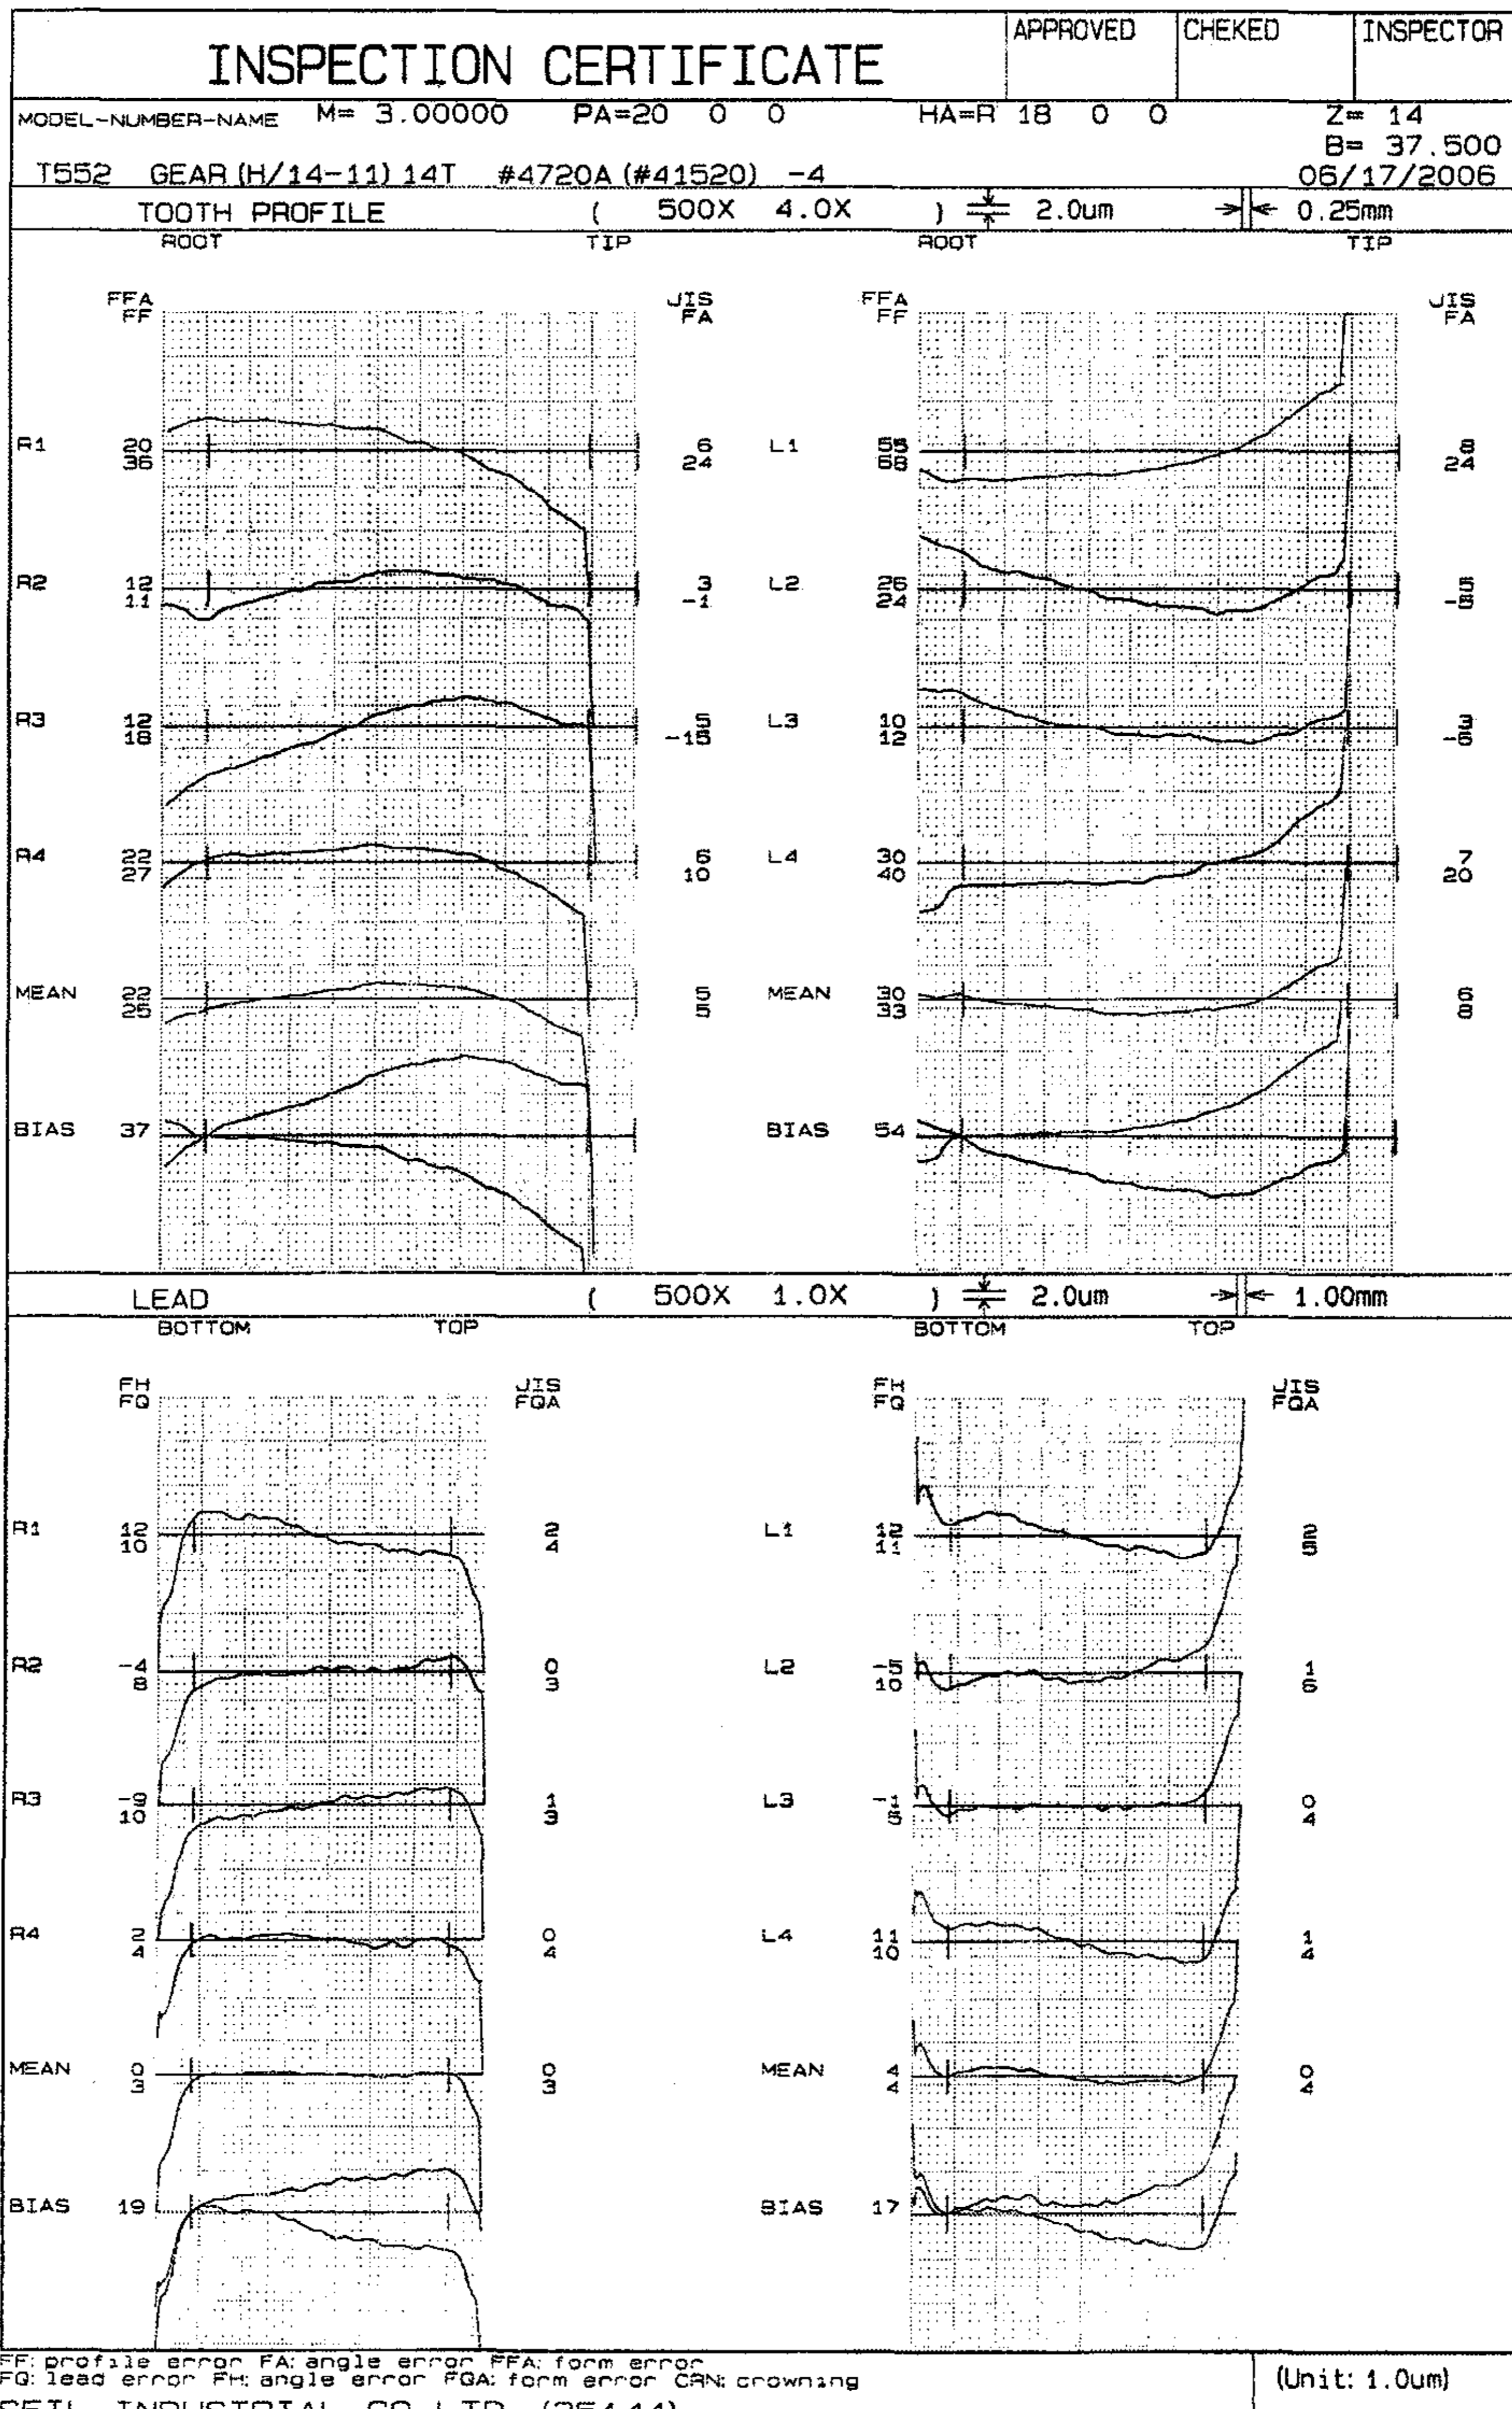 INSPECTION CERTIFICATE APPROVED CHEKED INSPECTOR
MODEL-NUMBER-NAME M= 3.00000 PA=20 0 0 HA=R 18 0 0 Z= 14
B= 37.500
T552 GEAR(H/14-11)14T #4720A(#41520) -4 06/17/2006
TOOTH PROFILE ( 500X 4.0X ) 2.0um 0.25mm
ROOT TIP ROOT TIP
FFA JIS FFA JIS
FF FA FF FA
R1 20 6 L1 55 8
36 24 68 24
R2 12 3 L2 26 5
11 -1 24
R3 12 5 L3 10 3
18 -15 12 -6
R4 22 6 L4 30 7
27 10 40 20
MEAN 22 5 MEAN 30 6
25 5 33 8
BIAS 37 BIAS 54
LEAD ( 500X 1.0X ) 2.0um 1.00mm
BOTTOM TOP BOTTOM TOP
FH JIS FH JIS
FQ FQA FQ FQA
R1 12 2 L1 12 2
10 4 11 5
R2 -4 0 L2 -5 1
8 3 10 6
R3 -9 1 L3 -1 0
10 3 4
R4 2 0 L4 11 1
4 4 10 4
MEAN 0 0 MEAN 4 0
3 3 4 4
BIAS 19 BIAS 17
FF: profile error FA: angle error FFA: form error
FQ: lead error FH: angle error FQA: form error CRN: crowning (Unit: 1.0um)
SEIL INDUSTRIAL CO.LTD.